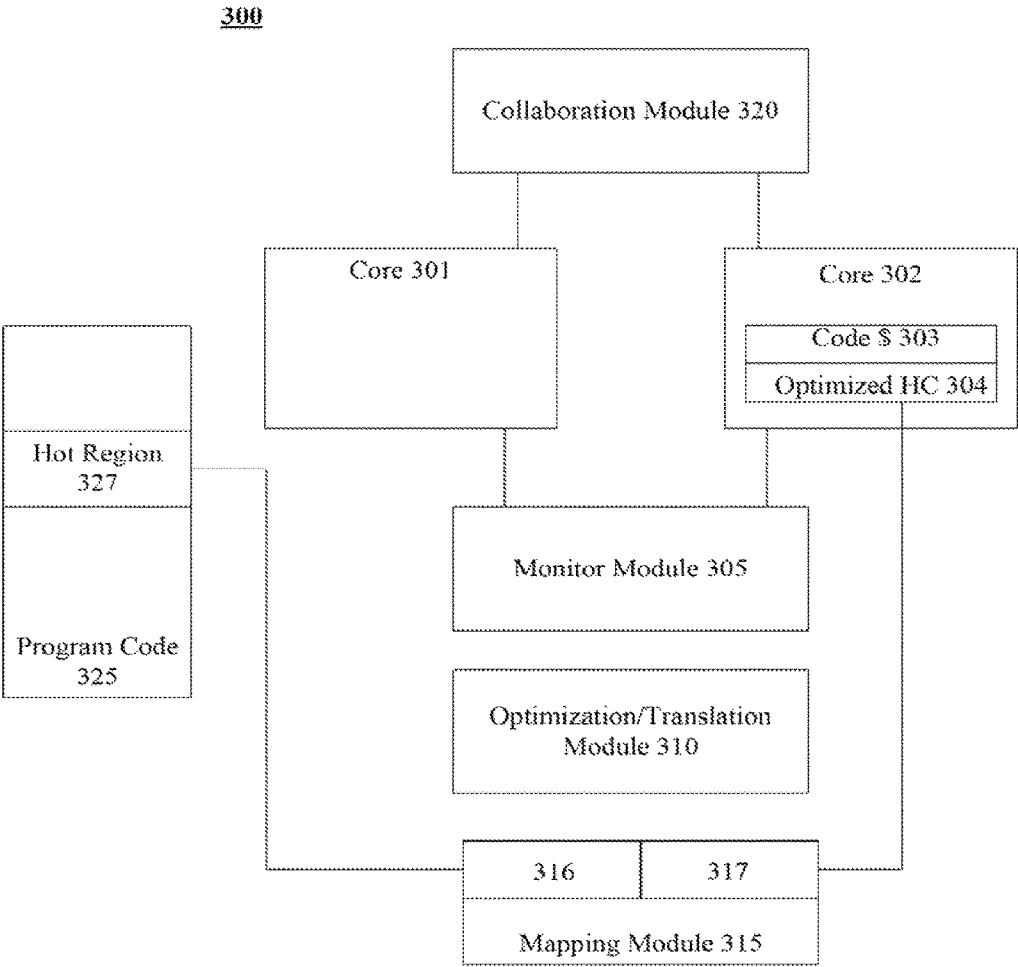 300
Collaboration Module 320
Core 301
Core 302
Code $ 303
Optimized HC 304
Hot Region
327
Monitor Module 305
Program Code
325
Optimization/Translation
Module 310
316
317
Mapping Module 315